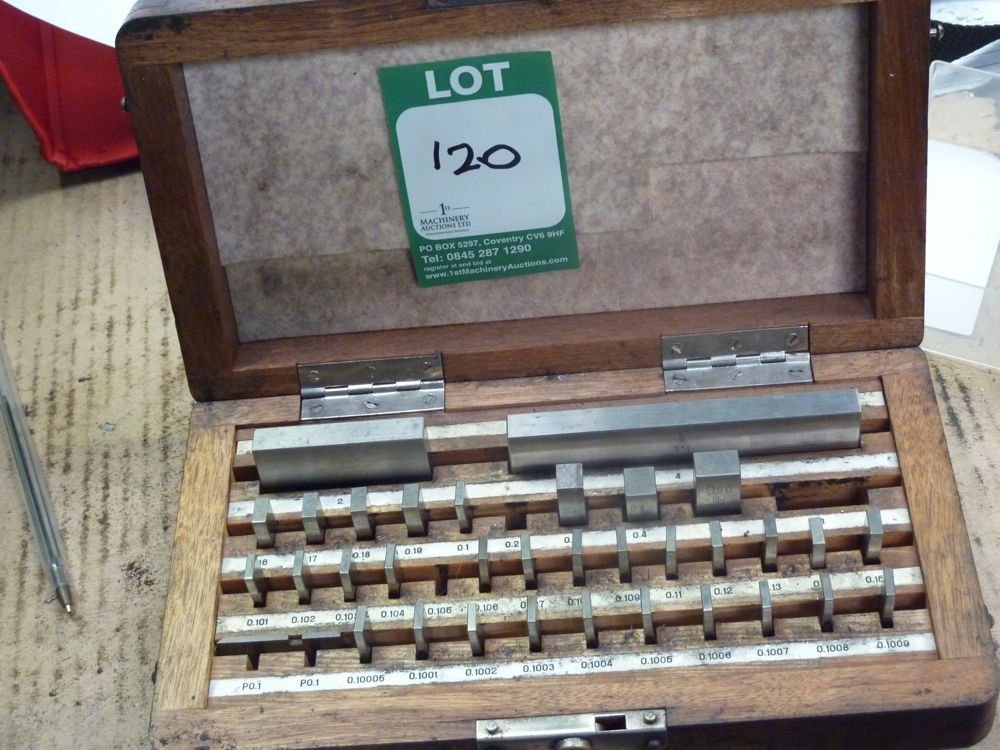 LOT
120
1ST
MACHINERY
AUCTIONS LTD
PO BOX 5297, Coventry CV6 9HF
Tel: 0845 287 1290
register at and bid at
www.1stMachineryAuctions.com
2 4
17 0.18 0.19 0.1 0.2 0.4
0.101 0.102 0.104 0.105 0.106 0.109 0.11 0.12
P0.1 P0.1 0.10005 0.1001 0.1002 0.1003 0.1004 0.1005 0.1006 0.1007 0.1008 0.1009